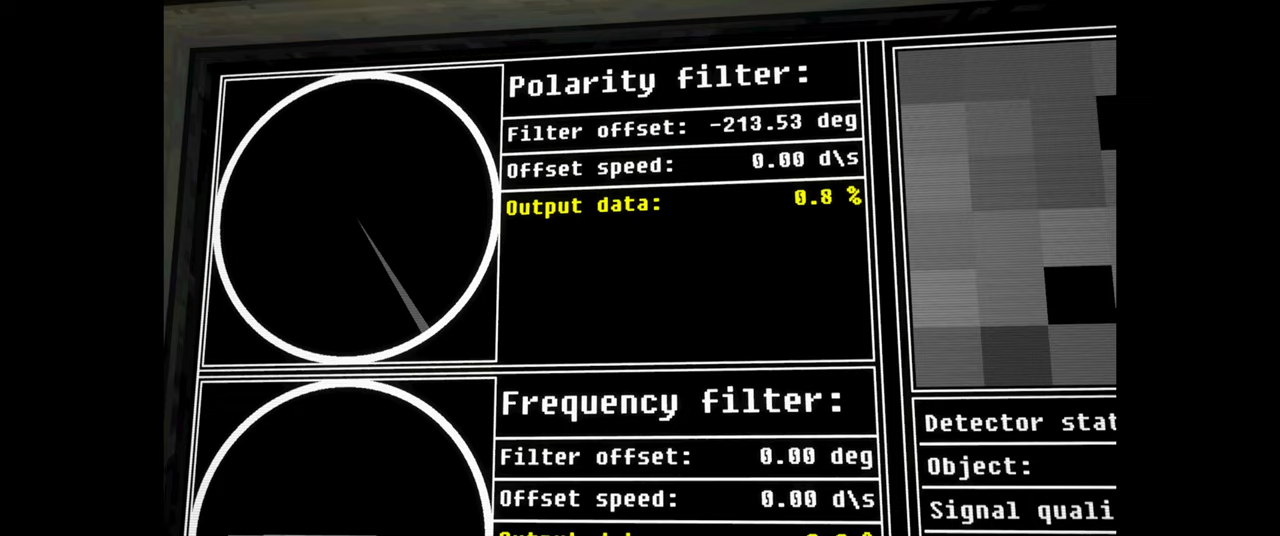 Polarity filter:
Filter offset: -213.53 deg
Offset speed: 0.00 d\s
Output data: 0.8 %
Frequency filter:
Filter offset: 0.00 deg
Offset speed: 0.00 d\s
Detector stat
Object:
Signal quali